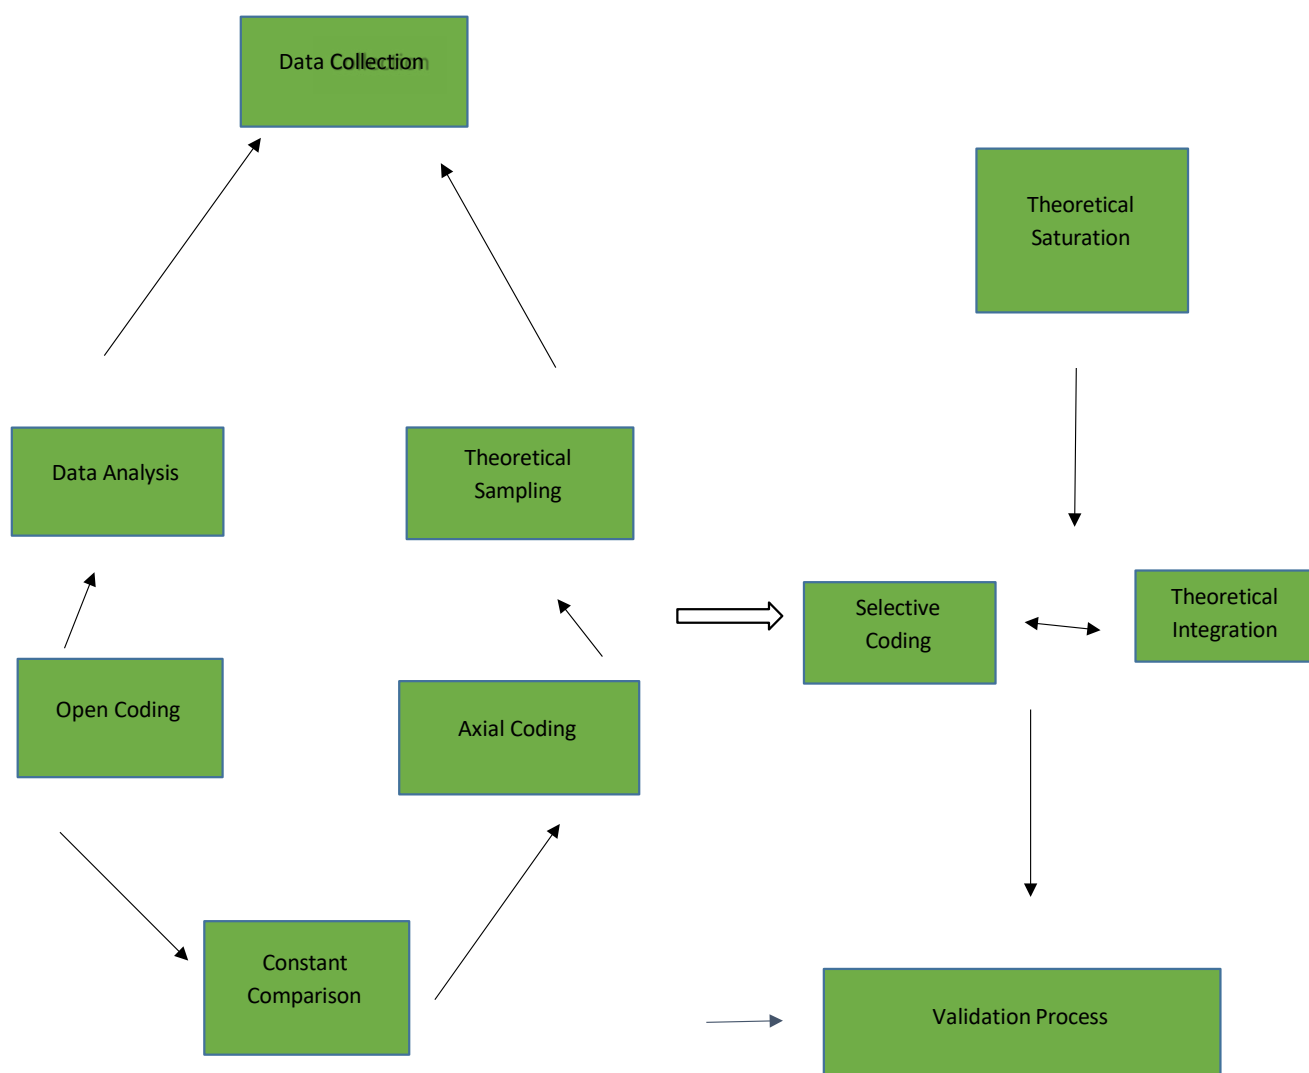 Data Collection
Theoretical
Saturation
Data Analysis
Theoretical
Sampling
Selective
Coding
Theoretical
Integration
Open Coding
Axial Coding
Constant
Comparison
Validation Process